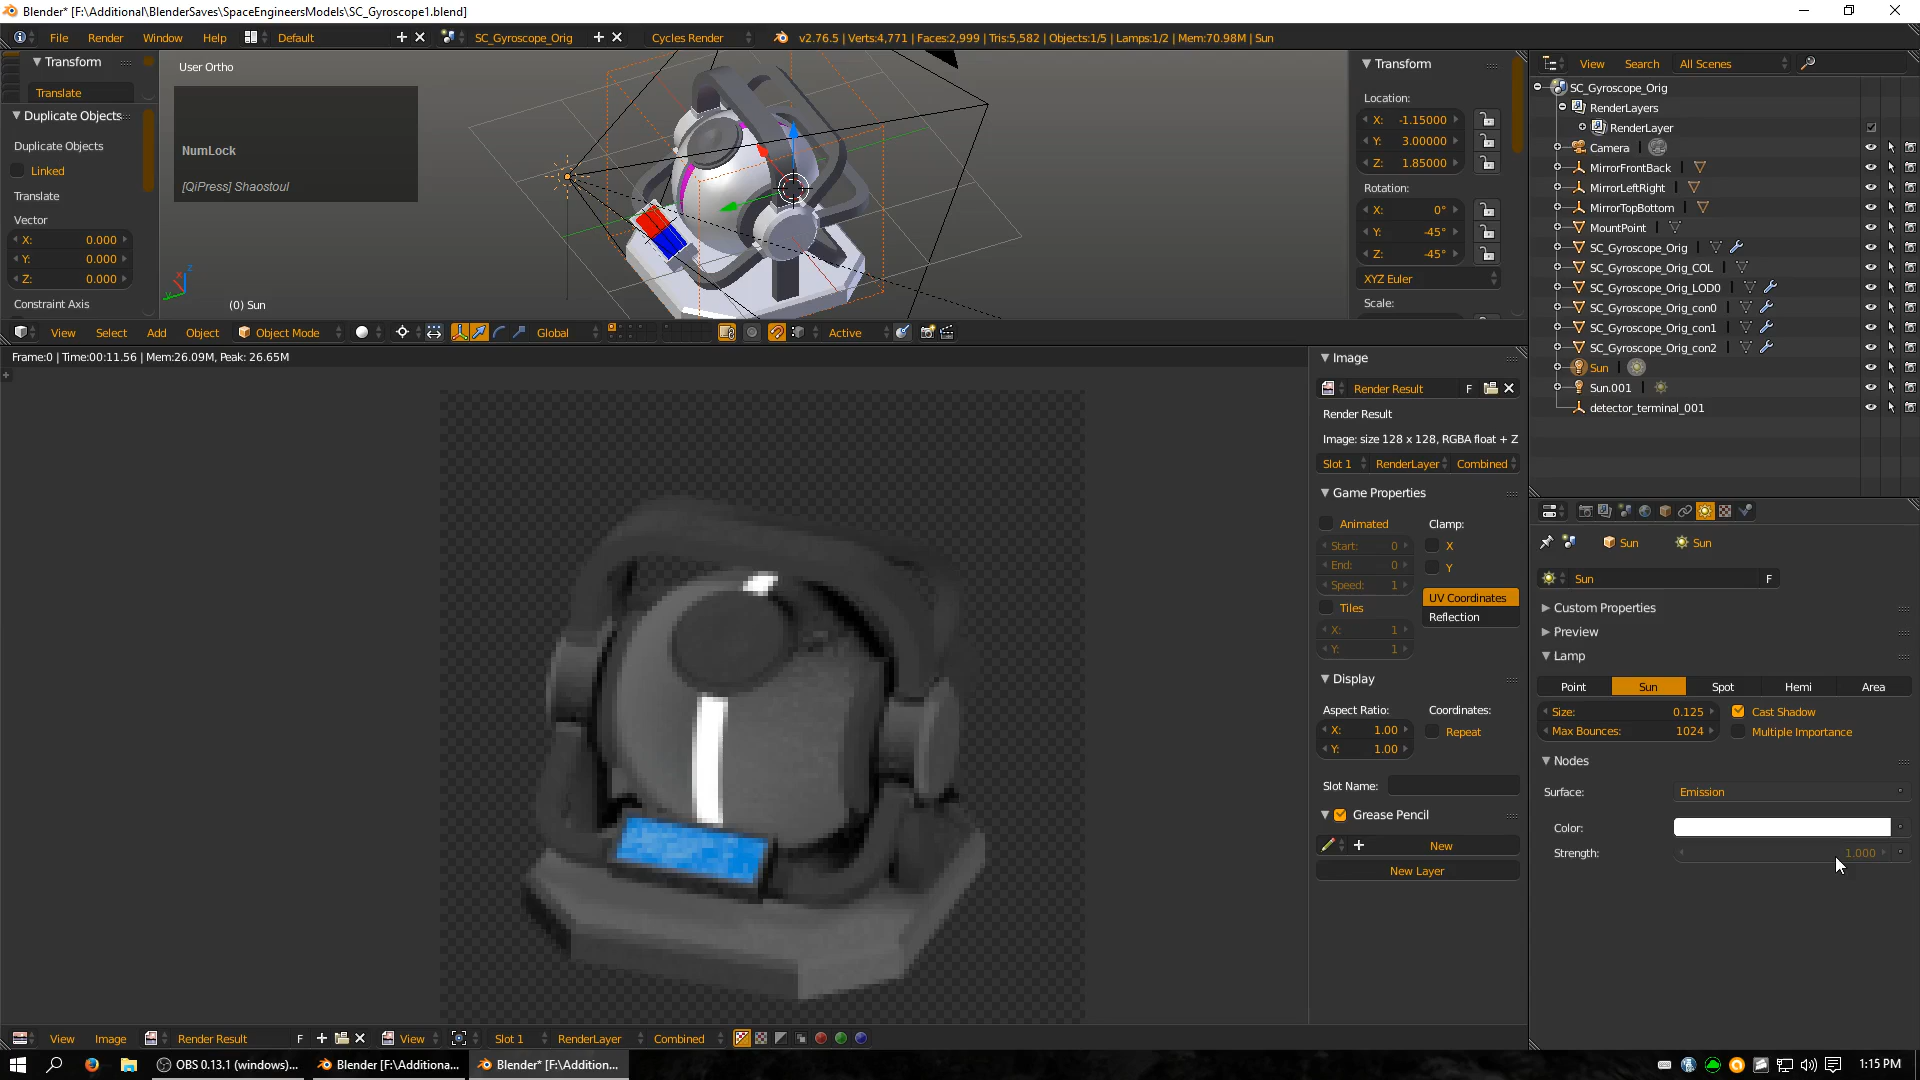 Blender* [F:\Additional\BlenderSaves\SpaceEngineersModels\SC_Gyroscope1.blend]
File Render Window Help Default SC_Gyroscope_Orig Cycles Render v2.76.5 | Verts:4,771 | Faces:2,999 | Tris:5,582 | Objects:1/5 | Lamps:1/2 | Mem:70.98M | Sun
Transform
Translate
Duplicate Objects
Duplicate Objects
Linked
Translate
Vector
X: 0.000
Y: 0.000
Z: 0.000
Constraint Axis
User Ortho
NumLock
[QiPress] Shaostoul
(0) Sun
Transform
Location:
X: -1.15000
Y: 3.00000
Z: 1.85000
Rotation:
X: 0°
Y: -45°
Z: -45°
XYZ Euler
Scale:
View Select Add Object Object Mode Global Active
Frame:0 | Time:00:11.56 | Mem:26.09M, Peak: 26.65M
Image
Render Result F
Render Result
Image: size 128 x 128, RGBA float + Z
Slot 1 RenderLayer Combined
Game Properties
Animated Clamp:
Start: 0 X
End: 0 Y
Speed: 1
UV Coordinates
Tiles Reflection
X: 1
Y: 1
Display
Aspect Ratio: Coordinates:
X: 1.00 Repeat
Y: 1.00
Slot Name:
Grease Pencil
New
New Layer
View Image Render Result F View Slot 1 RenderLayer Combined
View Search All Scenes
SC_Gyroscope_Orig
RenderLayers
RenderLayer
Camera
MirrorFrontBack
MirrorLeftRight
MirrorTopBottom
MountPoint
SC_Gyroscope_Orig
SC_Gyroscope_Orig_COL
SC_Gyroscope_Orig_LOD0
SC_Gyroscope_Orig_con0
SC_Gyroscope_Orig_con1
SC_Gyroscope_Orig_con2
Sun
Sun.001
detector_terminal_001
Sun Sun
Sun F
Custom Properties
Preview
Lamp
Point Sun Spot Hemi Area
Size: 0.125 Cast Shadow
Max Bounces: 1024 Multiple Importance
Nodes
Surface: Emission
Color:
Strength: 1.000
OBS 0.13.1 (windows)... Blender [F:\Additiona... Blender* [F:\Addition... 1:15 PM